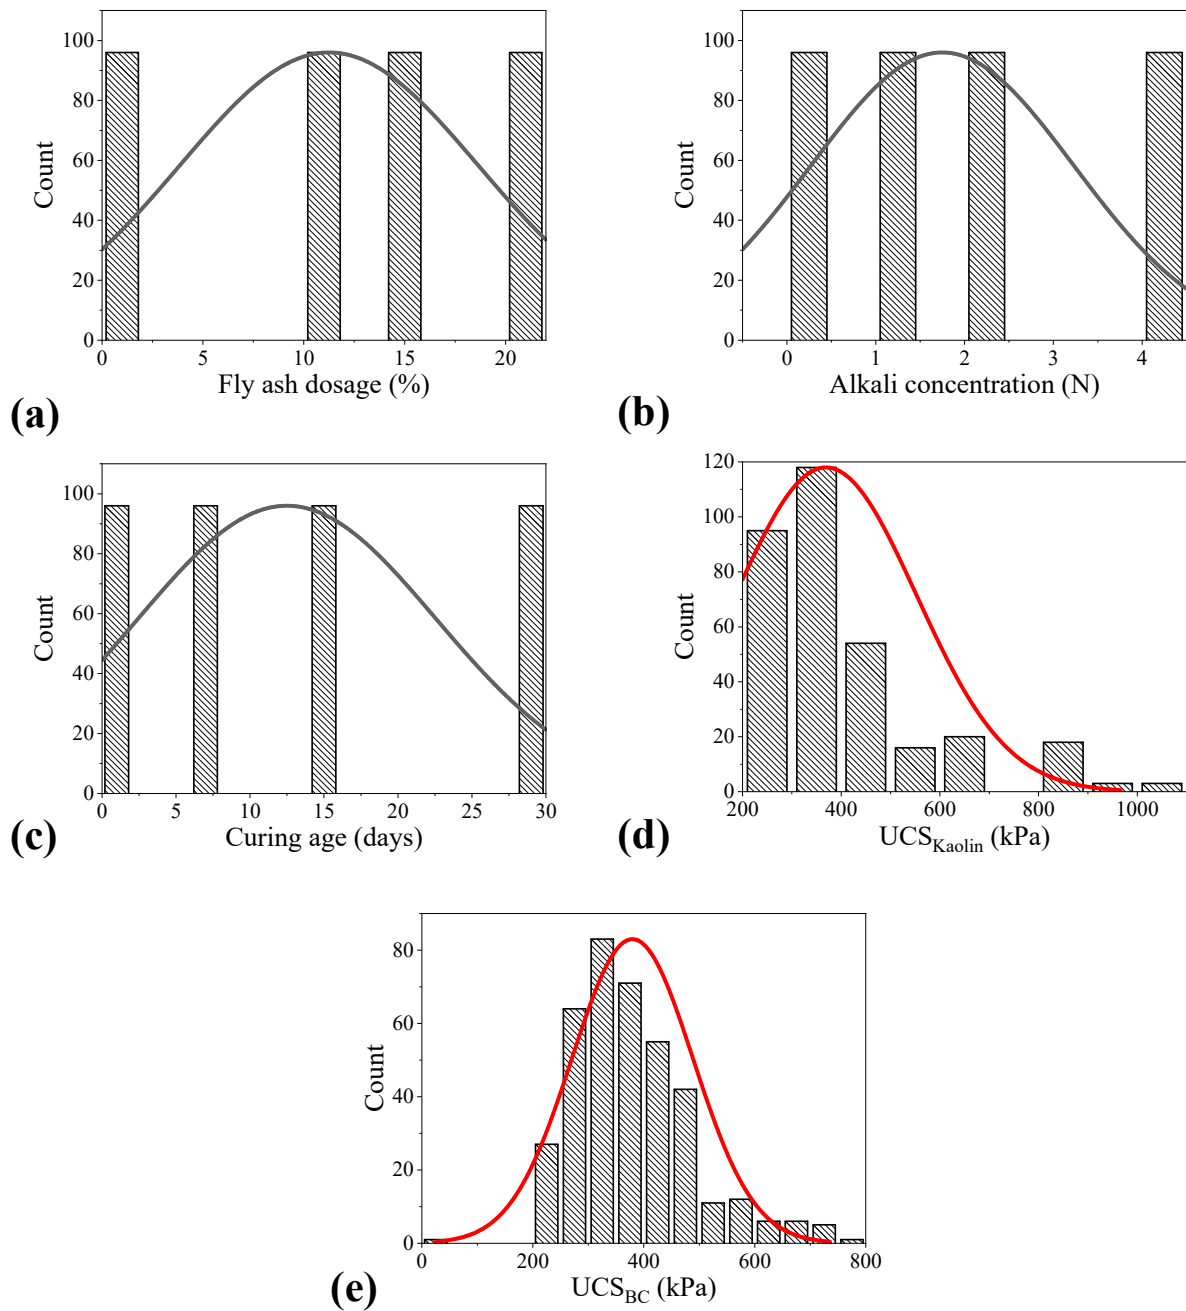 100
80
60
40
20
0
Count
0 5 10 15 20
Fly ash dosage (%)
(a)
100
80
60
40
20
0
Count
0 1 2 3 4
Alkali concentration (N)
(b)
100
80
60
40
20
0
Count
0 5 10 15 20 25 30
Curing age (days)
(c)
120
100
80
60
40
20
0
Count
200 400 600 800 1000
UCS_Kaolin (kPa)
(d)
80
60
40
20
0
Count
0 200 400 600 800
UCS_BC (kPa)
(e)